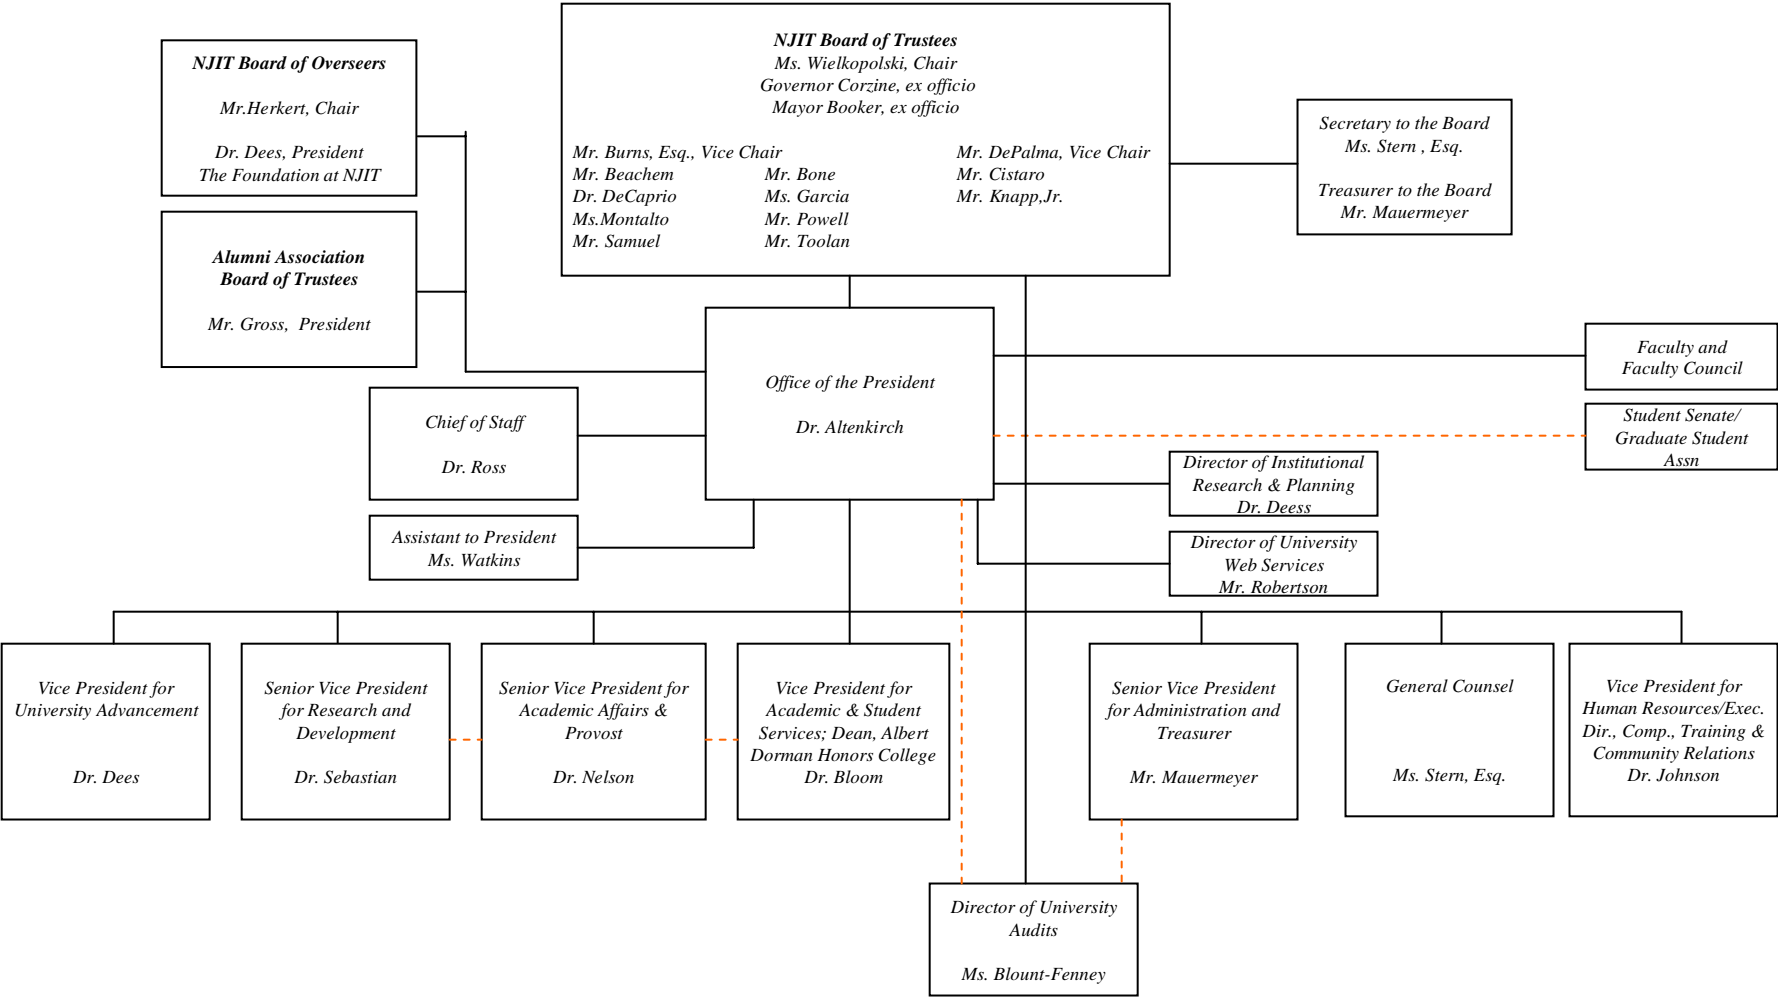 NJIT Board of Overseers
Mr.Herkert, Chair
Dr. Dees, President
The Foundation at NJIT
NJIT Board of Trustees
Ms. Wielkopolski, Chair
Governor Corzine, ex officio
Mayor Booker, ex officio
Mr. Burns, Esq., Vice Chair Mr. DePalma, Vice Chair
Mr. Beachem Mr. Bone Mr. Cistaro
Dr. DeCaprio Ms. Garcia Mr. Knapp,Jr.
Ms.Montalto Mr. Powell
Mr. Samuel Mr. Toolan
Secretary to the Board
Ms. Stern , Esq.
Treasurer to the Board
Mr. Mauermeyer
Alumni Association
Board of Trustees
Mr. Gross, President
Office of the President
Dr. Altenkirch
Faculty and
Faculty Council
Student Senate/
Graduate Student
Assn
Chief of Staff
Dr. Ross
Director of Institutional
Research & Planning
Dr. Deess
Assistant to President
Ms. Watkins
Director of University
Web Services
Mr. Robertson
Vice President for
University Advancement
Dr. Dees
Senior Vice President
for Research and
Development
Dr. Sebastian
Senior Vice President for
Academic Affairs &
Provost
Dr. Nelson
Vice President for
Academic & Student
Services; Dean, Albert
Dorman Honors College
Dr. Bloom
Senior Vice President
for Administration and
Treasurer
Mr. Mauermeyer
General Counsel
Ms. Stern, Esq.
Vice President for
Human Resources/Exec.
Dir., Comp., Training &
Community Relations
Dr. Johnson
Director of University
Audits
Ms. Blount-Fenney